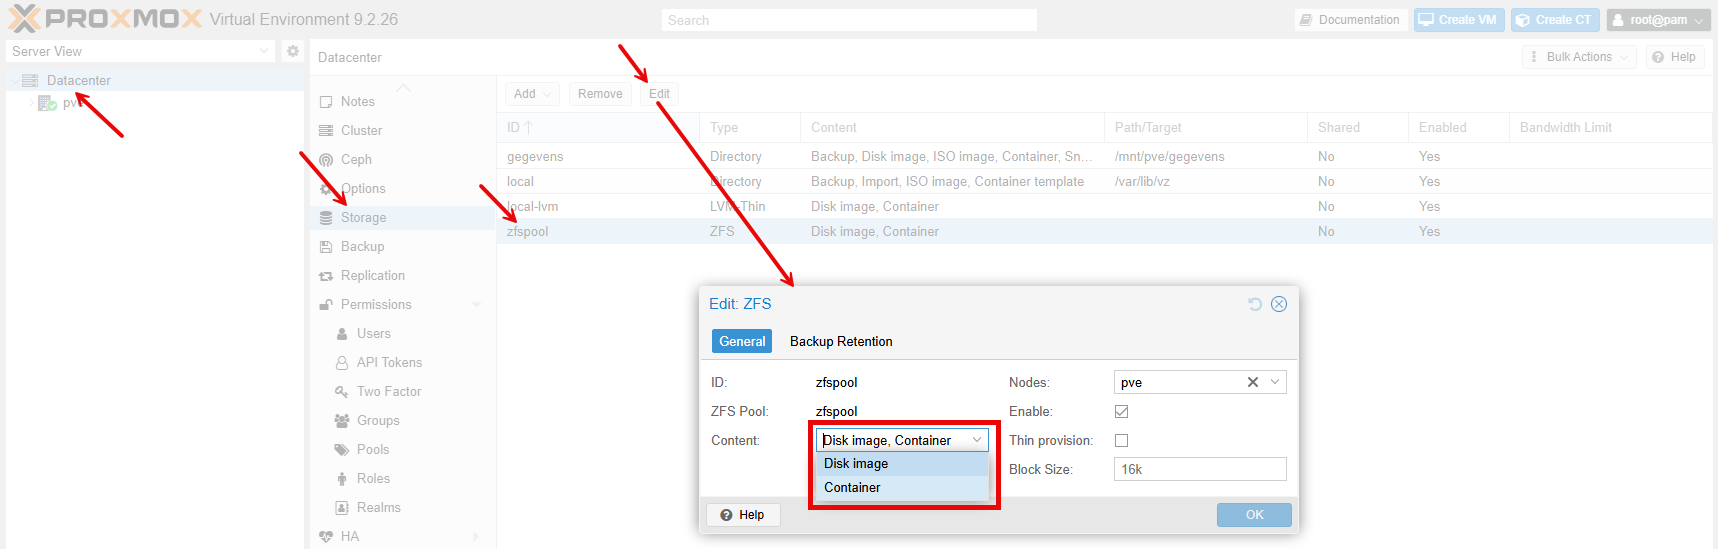 PROXMOX Virtual Environment 9.2.26 Search Documentation Create VM Create CT root@pam
Server View
Datacenter
pve
Datacenter Bulk Actions Help
Notes
Cluster
Ceph
Options
Storage
Backup
Replication
Permissions
Users
API Tokens
Two Factor
Groups
Pools
Roles
Realms
HA
Add Remove Edit
ID Type Content Path/Target Shared Enabled Bandwidth Limit
gegevens Directory Backup, Disk image, ISO image, Container, Sn... /mnt/pve/gegevens No Yes
local Directory Backup, Import, ISO image, Container template /var/lib/vz No Yes
local-lvm LVM-Thin Disk image, Container No Yes
zfspool ZFS Disk image, Container No Yes
Edit: ZFS
General Backup Retention
ID: zfspool Nodes: pve
ZFS Pool: zfspool Enable:
Content: Disk image, Container Thin provision:
Disk image
Container
Block Size: 16k
Help OK